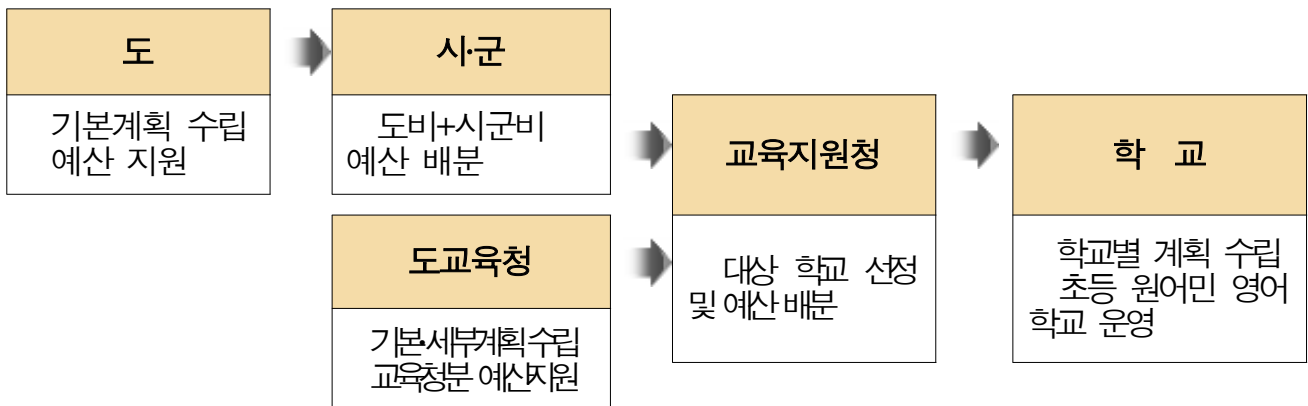 도
기본계획 수립
예산 지원
시·군
도비+시군비
예산 배분
도교육청
기본·세부계획 수립
교육청분 예산지원
교육지원청
대상 학교 선정
및 예산 배분
학 교
학교별 계획 수립
초등 원어민 영어
학교 운영